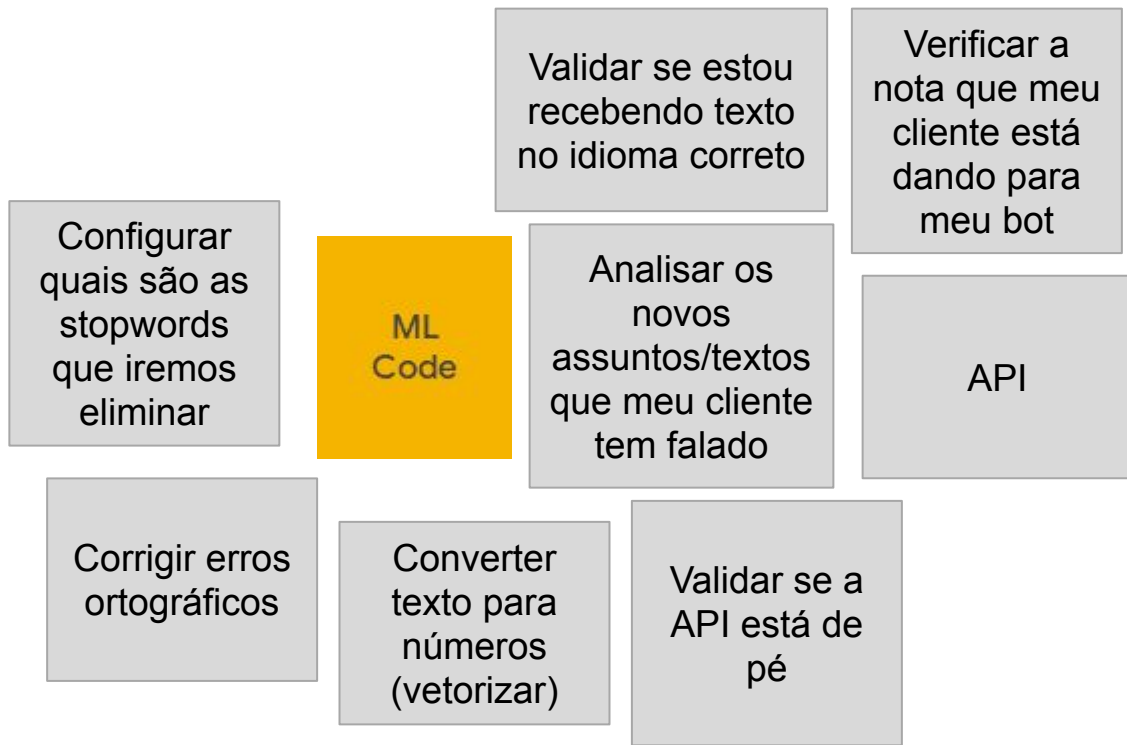 Validar se estou
recebendo texto
no idioma correto
Verificar a
nota que meu
cliente está
dando para
meu bot
Configurar
quais são as
stopwords
que iremos
eliminar
ML
Code
Analisar os
novos
assuntos/textos
que meu cliente
tem falado
API
Corrigir erros
ortográficos
Converter
texto para
números
(vetorizar)
Validar se a
API está de
pé